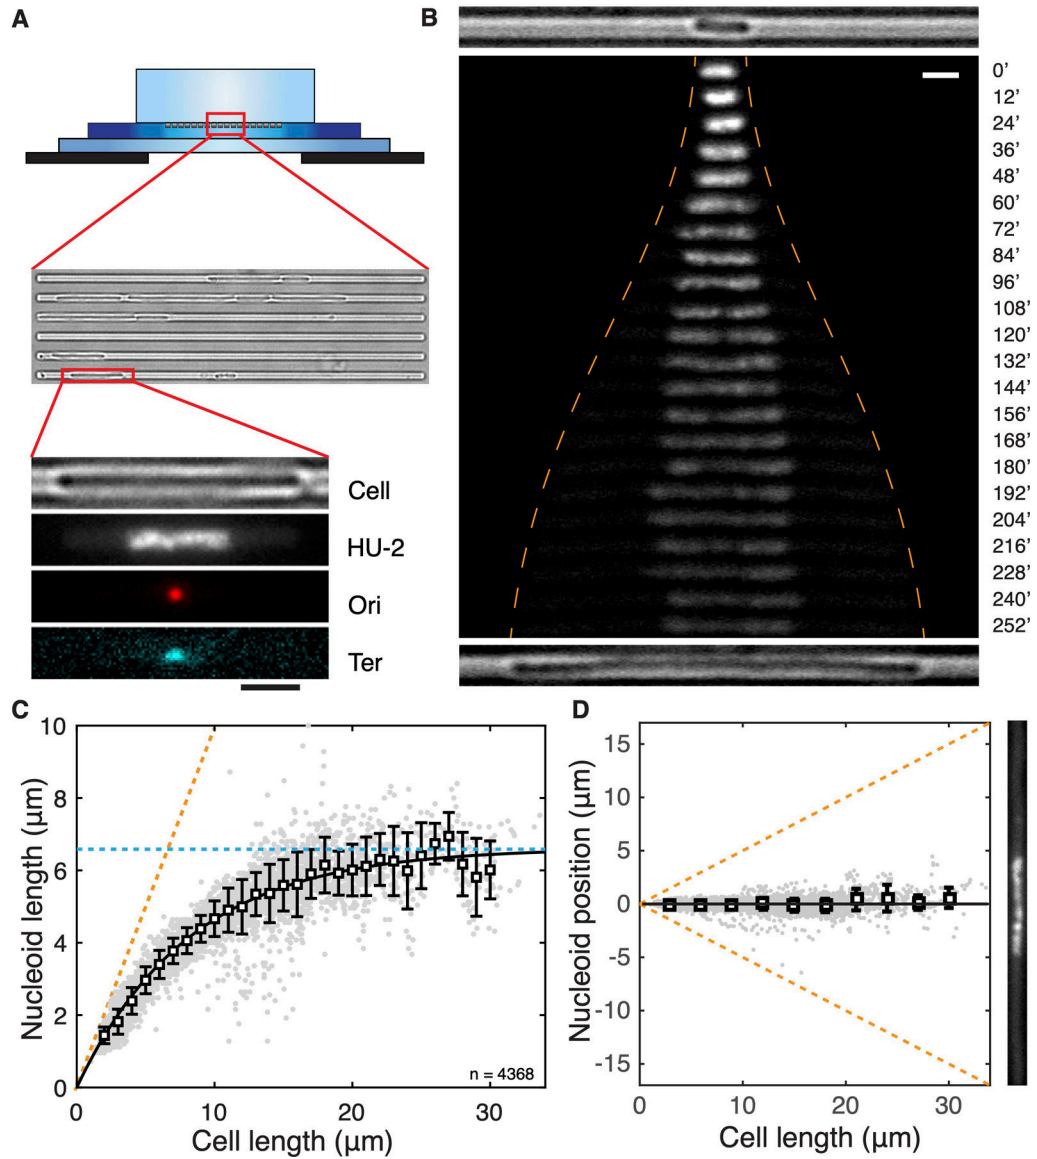 A
Cell
HU-2
Ori
Ter
B
0’
12’
24’
36’
48’
60’
72’
84’
96’
108’
120’
132’
144’
156’
168’
180’
192’
204’
216’
228’
240’
252’
C
10
8
6
4
2
0
Nucleoid length (µm)
n = 4368
0 10 20 30
Cell length (µm)
D
15
10
5
0
-5
-10
-15
Nucleoid position (µm)
0 10 20 30
Cell length (µm)